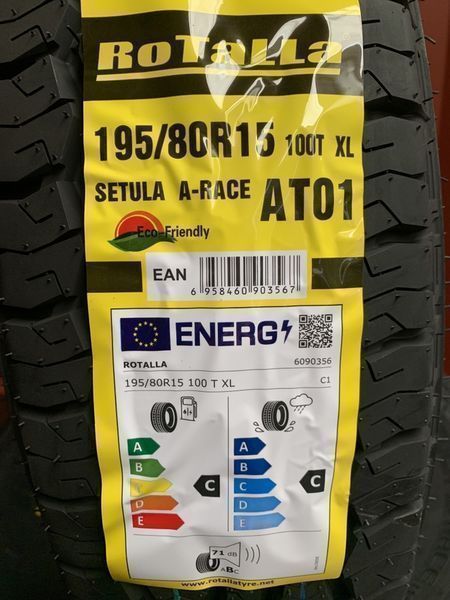 RoTalla
195/80R15 100T XL
SETULA A-RACE AT01
Eco-Friendly
EAN
6 958460 903567
ENERG
ROTALLA 6090356
195/80R15 100 T XL C1
A A
B B
C C
D D
E E
71 dB
ABC
www.rotallatyre.net